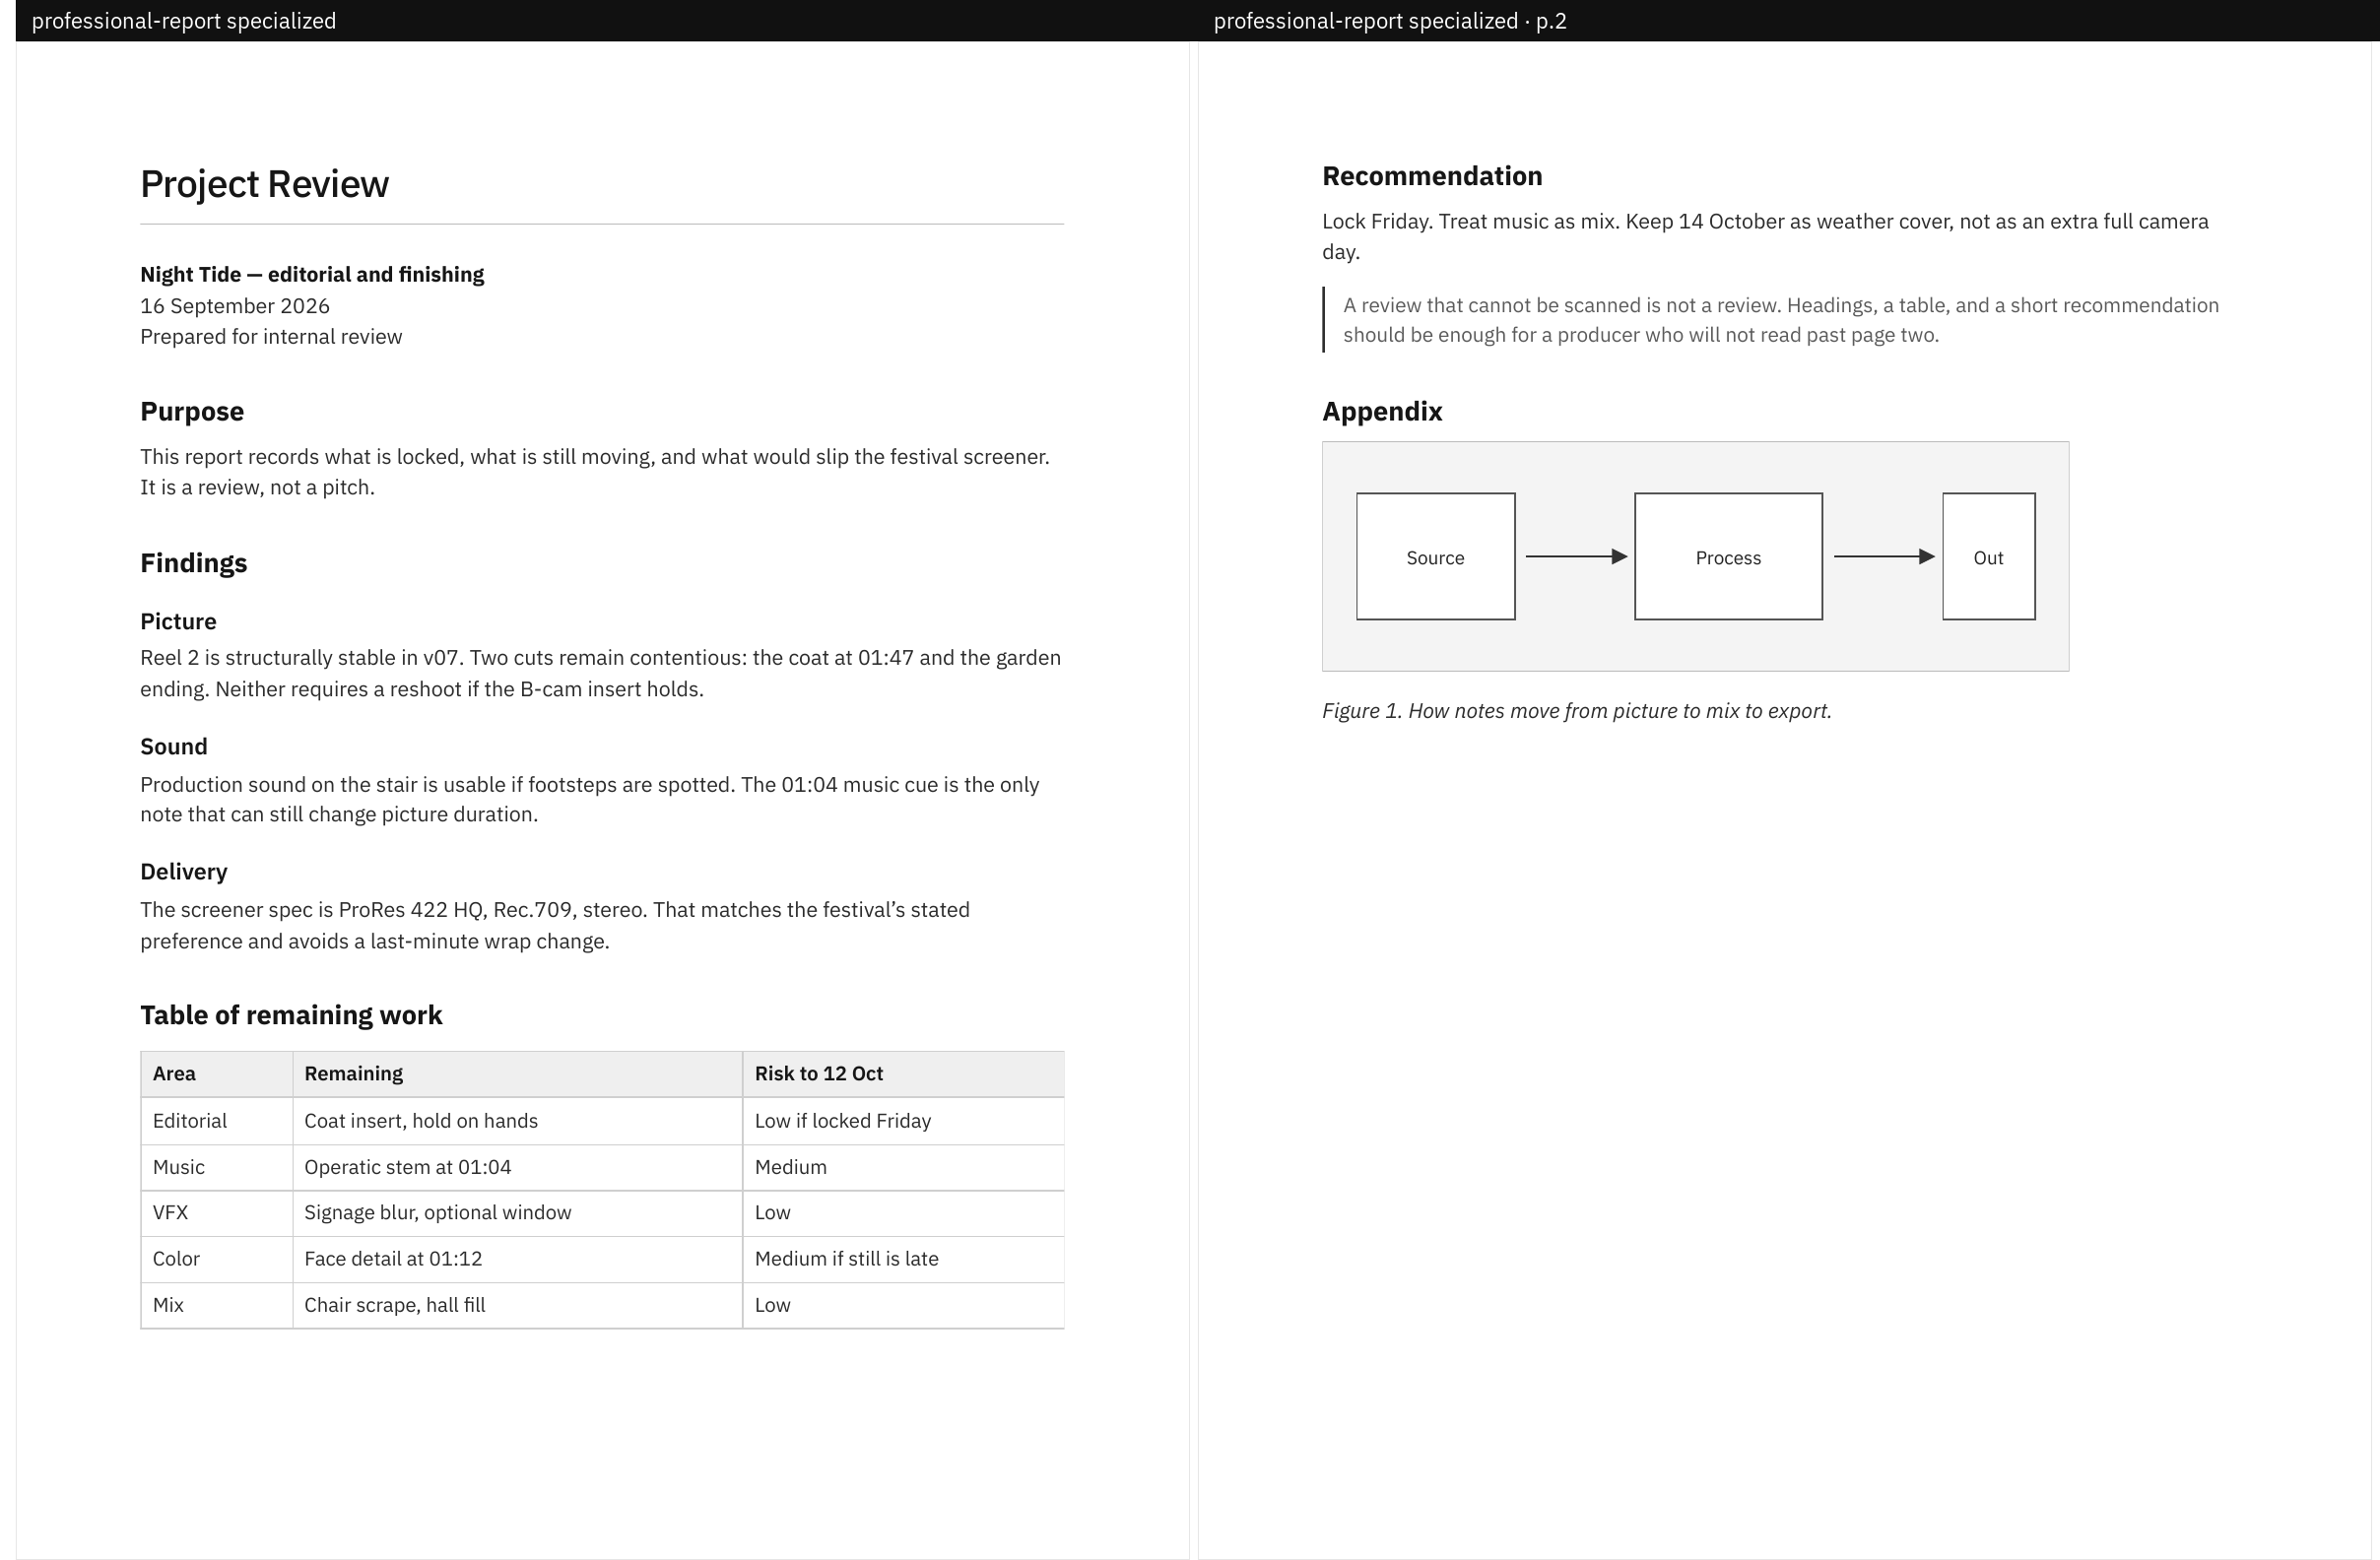 professional-report specialized
Project Review
Night Tide — editorial and finishing
16 September 2026
Prepared for internal review
Purpose
This report records what is locked, what is still moving, and what would slip the festival screener.
It is a review, not a pitch.
Findings
Picture
Reel 2 is structurally stable in v07. Two cuts remain contentious: the coat at 01:47 and the garden
ending. Neither requires a reshoot if the B-cam insert holds.
Sound
Production sound on the stair is usable if footsteps are spotted. The 01:04 music cue is the only
note that can still change picture duration.
Delivery
The screener spec is ProRes 422 HQ, Rec.709, stereo. That matches the festival’s stated
preference and avoids a last-minute wrap change.
Table of remaining work
Area Remaining Risk to 12 Oct
Editorial Coat insert, hold on hands Low if locked Friday
Music Operatic stem at 01:04 Medium
VFX Signage blur, optional window Low
Color Face detail at 01:12 Medium if still is late
Mix Chair scrape, hall fill Low
professional-report specialized · p.2
Recommendation
Lock Friday. Treat music as mix. Keep 14 October as weather cover, not as an extra full camera
day.
A review that cannot be scanned is not a review. Headings, a table, and a short recommendation
should be enough for a producer who will not read past page two.
Appendix
Source Process Out
Figure 1. How notes move from picture to mix to export.